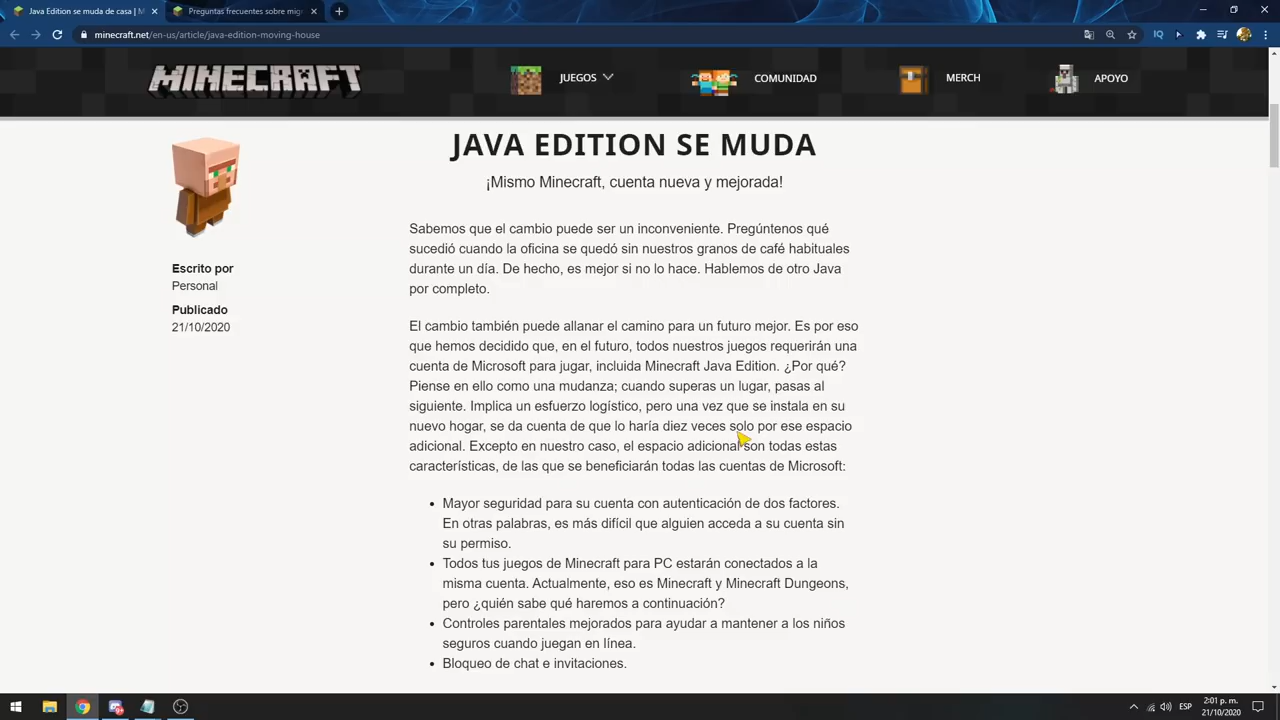 Java Edition se muda de casa | M
Preguntas frecuentes sobre migr
minecraft.net/en-us/article/java-edition-moving-house
MINECRAFT
JUEGOS
COMUNIDAD
MERCH
APOYO
JAVA EDITION SE MUDA
¡Mismo Minecraft, cuenta nueva y mejorada!
Escrito por
Personal
Publicado
21/10/2020
Sabemos que el cambio puede ser un inconveniente. Pregúntenos qué
sucedió cuando la oficina se quedó sin nuestros granos de café habituales
durante un día. De hecho, es mejor si no lo hace. Hablemos de otro Java
por completo.
El cambio también puede allanar el camino para un futuro mejor. Es por eso
que hemos decidido que, en el futuro, todos nuestros juegos requerirán una
cuenta de Microsoft para jugar, incluida Minecraft Java Edition. ¿Por qué?
Piense en ello como una mudanza; cuando superas un lugar, pasas al
siguiente. Implica un esfuerzo logístico, pero una vez que se instala en su
nuevo hogar, se da cuenta de que lo haría diez veces solo por ese espacio
adicional. Excepto en nuestro caso, el espacio adicional son todas estas
características, de las que se beneficiarán todas las cuentas de Microsoft:
• Mayor seguridad para su cuenta con autenticación de dos factores.
En otras palabras, es más difícil que alguien acceda a su cuenta sin
su permiso.
• Todos tus juegos de Minecraft para PC estarán conectados a la
misma cuenta. Actualmente, eso es Minecraft y Minecraft Dungeons,
pero ¿quién sabe qué haremos a continuación?
• Controles parentales mejorados para ayudar a mantener a los niños
seguros cuando juegan en línea.
• Bloqueo de chat e invitaciones.
ESP
2:01 p. m.
21/10/2020